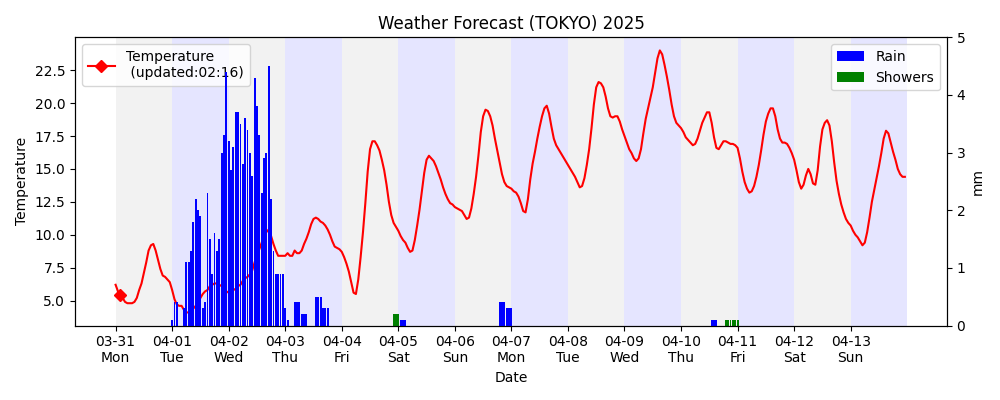 Weather Forecast (TOKYO) 2025
Temperature
(updated:02:16)
Rain
Showers
Temperature
22.5
20.0
17.5
15.0
12.5
10.0
7.5
5.0
5
4
3
2
1
0
mm
03-31 04-01 04-02 04-03 04-04 04-05 04-06 04-07 04-08 04-09 04-10 04-11 04-12 04-13
Mon Tue Wed Thu Fri Sat Sun Mon Tue Wed Thu Fri Sat Sun
Date